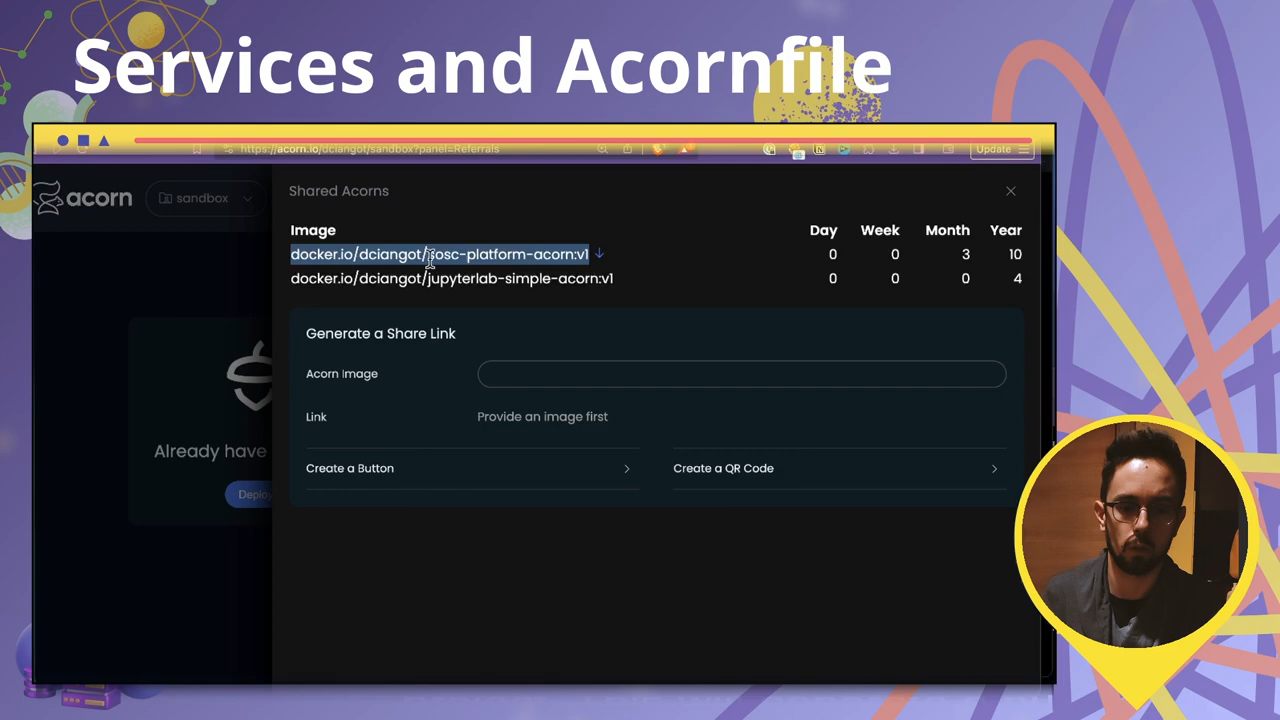 Services and Acornfile
https://acorn.io/dciangot/sandbox?panel=Referrals
Update
acorn
sandbox
Shared Acorns
Image Day Week Month Year
docker.io/dciangot/rosc-platform-acorn:v1 0 0 3 10
docker.io/dciangot/jupyterlab-simple-acorn:v1 0 0 0 4
Generate a Share Link
Acorn Image
Link Provide an image first
Create a Button
Create a QR Code
Already have